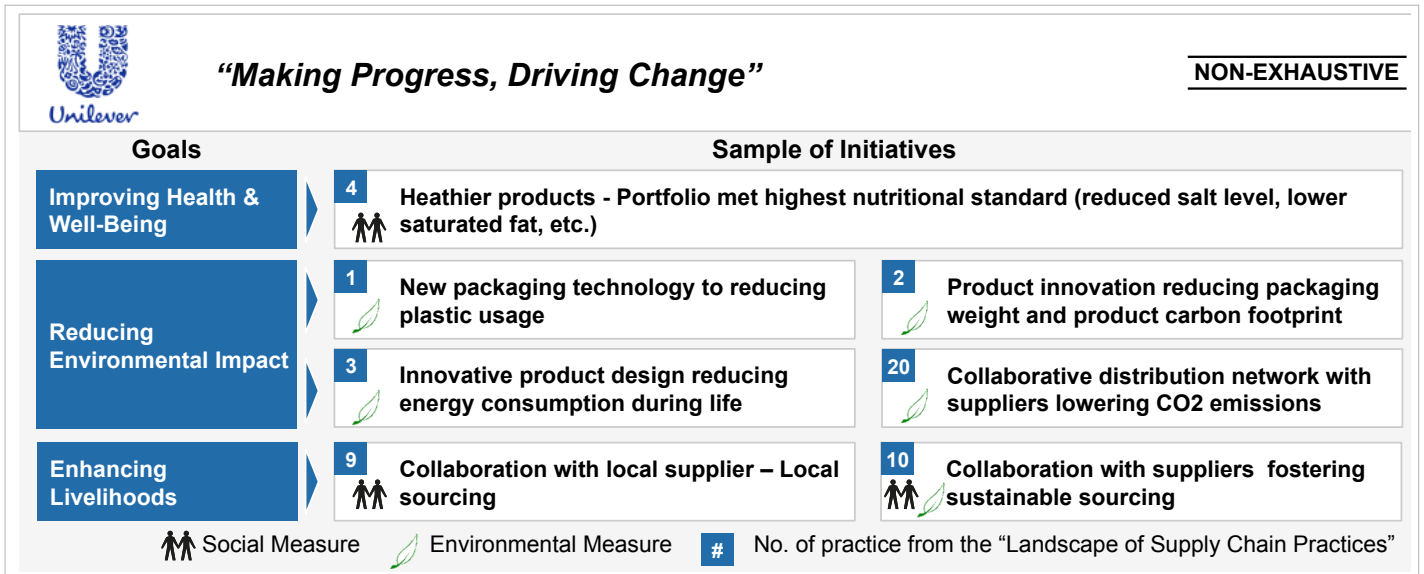 Unilever
“Making Progress, Driving Change”
NON-EXHAUSTIVE
Goals
Sample of Initiatives
Improving Health &
Well-Being
4
Heathier products - Portfolio met highest nutritional standard (reduced salt level, lower
saturated fat, etc.)
Reducing
Environmental Impact
1
New packaging technology to reducing
plastic usage
2
Product innovation reducing packaging
weight and product carbon footprint
3
Innovative product design reducing
energy consumption during life
20
Collaborative distribution network with
suppliers lowering CO2 emissions
Enhancing
Livelihoods
9
Collaboration with local supplier – Local
sourcing
10
Collaboration with suppliers fostering
sustainable sourcing
Social Measure
Environmental Measure
# No. of practice from the “Landscape of Supply Chain Practices”